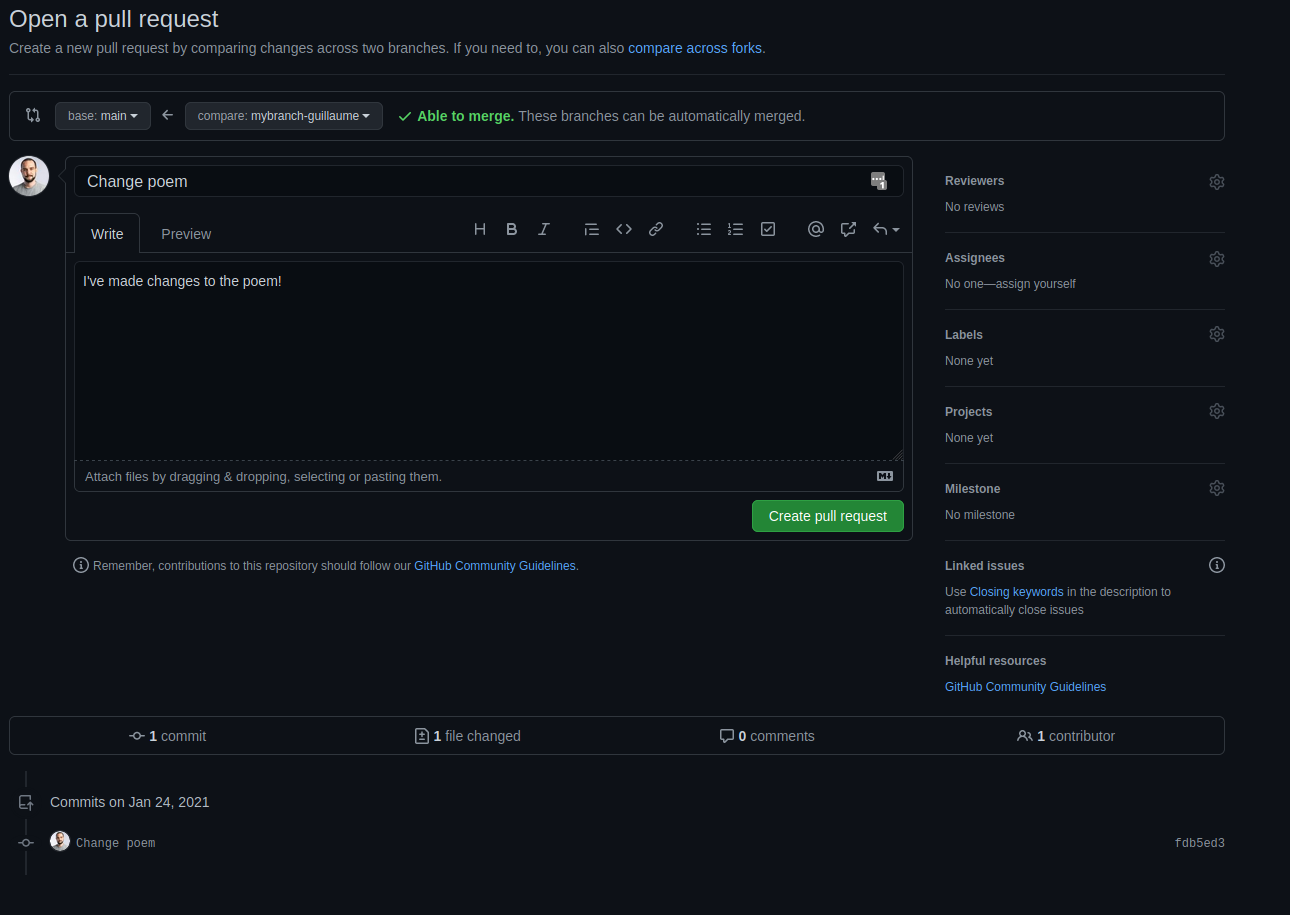 Open a pull request
Create a new pull request by comparing changes across two branches. If you need to, you can also compare across forks.
base: main
compare: mybranch-guillaume
Able to merge. These branches can be automatically merged.
Change poem
1
Write
Preview
I've made changes to the poem!
Attach files by dragging & dropping, selecting or pasting them.
Create pull request
Remember, contributions to this repository should follow our GitHub Community Guidelines.
Reviewers
No reviews
Assignees
No one—assign yourself
Labels
None yet
Projects
None yet
Milestone
No milestone
Linked issues
Use Closing keywords in the description to
automatically close issues
Helpful resources
GitHub Community Guidelines
1 commit
1 file changed
0 comments
1 contributor
Commits on Jan 24, 2021
Change poem
fdb5ed3